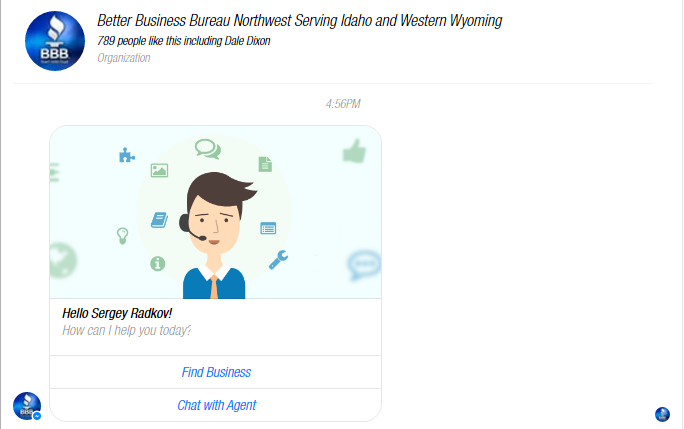 Better Business Bureau Northwest Serving Idaho and Western Wyoming
789 people like this including Dale Dixon
Organization
BBB
4:56PM
Hello Sergey Radkov!
How can I help you today?
Find Business
Chat with Agent
BBB
BBB